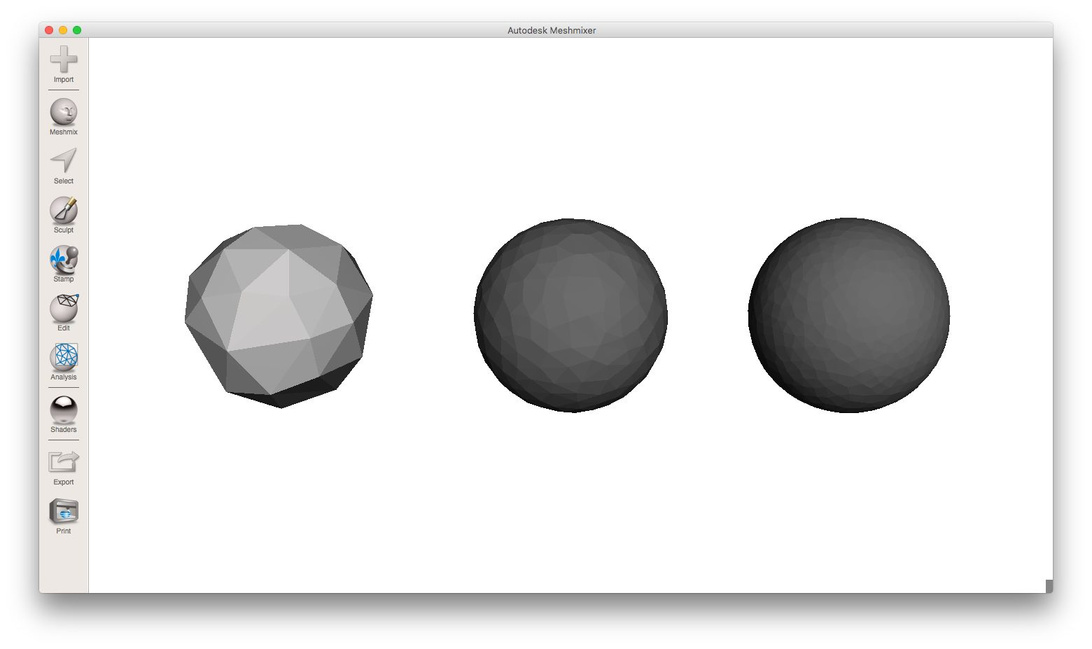 Autodesk Meshmixer
Import
Meshmix
Select
Sculpt
Stamp
Edit
Analysis
Shaders
Export
Print